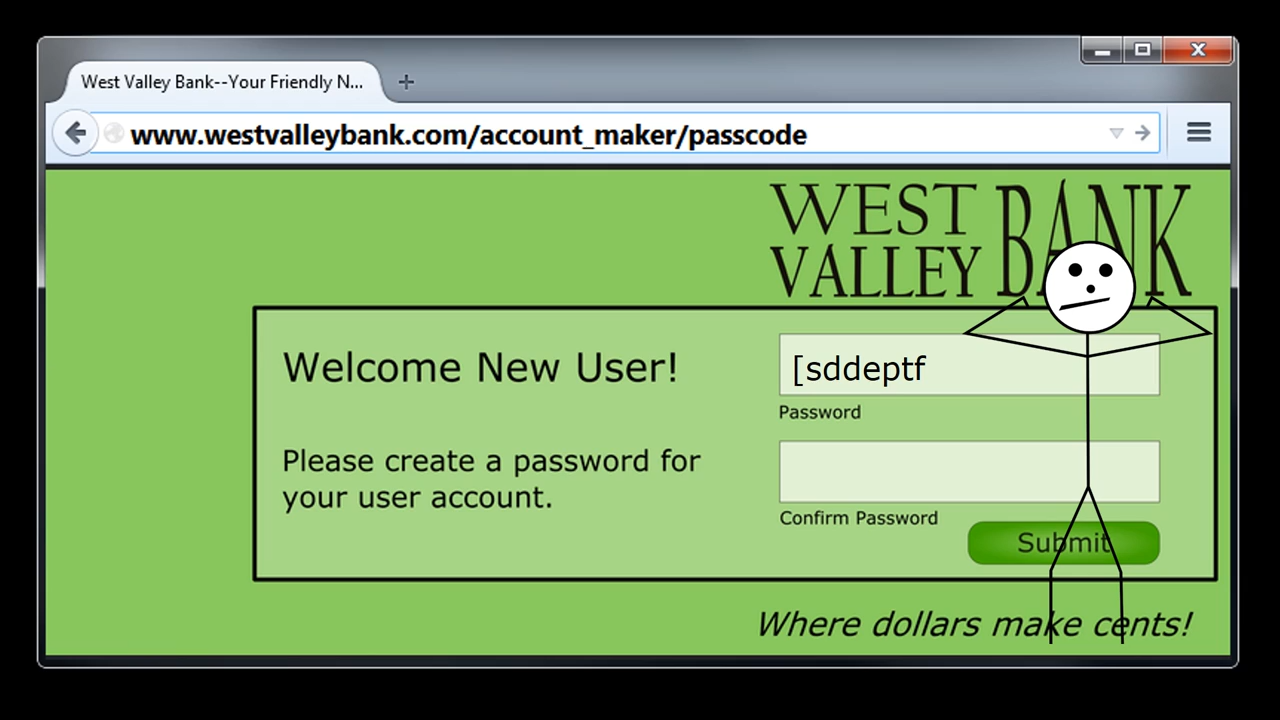 West Valley Bank--Your Friendly N...
www.westvalleybank.com/account_maker/passcode
WEST VALLEY BANK
Welcome New User!
[sddeptf
Password
Please create a password for
your user account.
Confirm Password
Submit
Where dollars make cents!